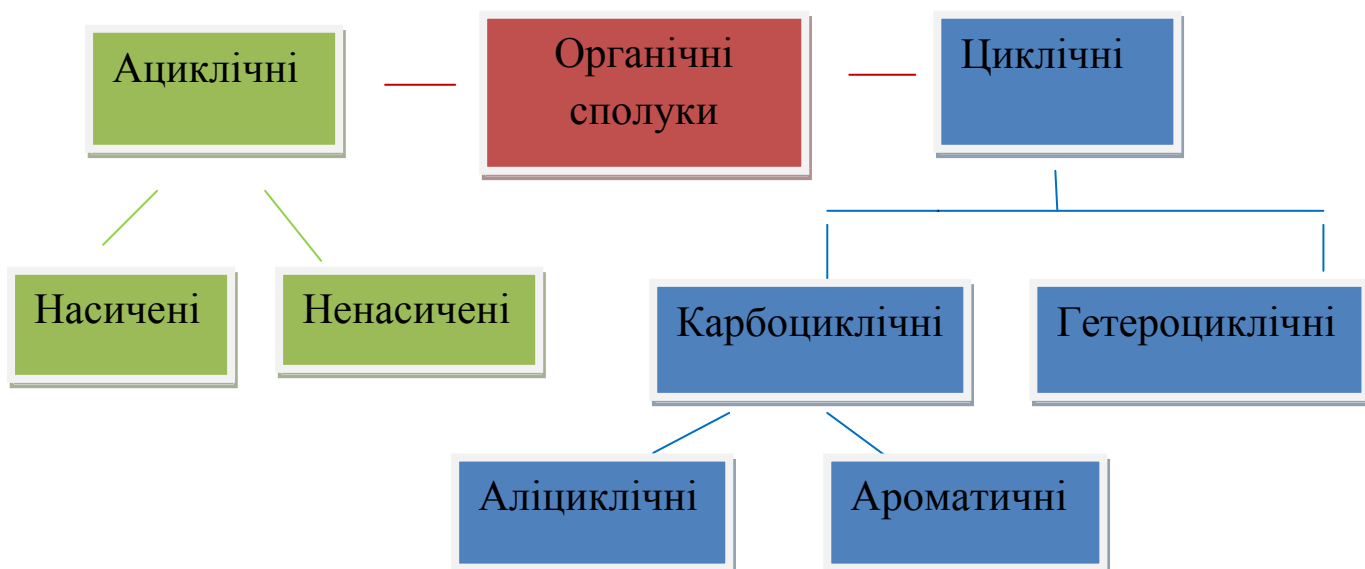 Ациклічні
Органічні
сполуки
Циклічні
Насичені
Ненасичені
Карбоциклічні
Гетероциклічні
Аліциклічні
Ароматичні